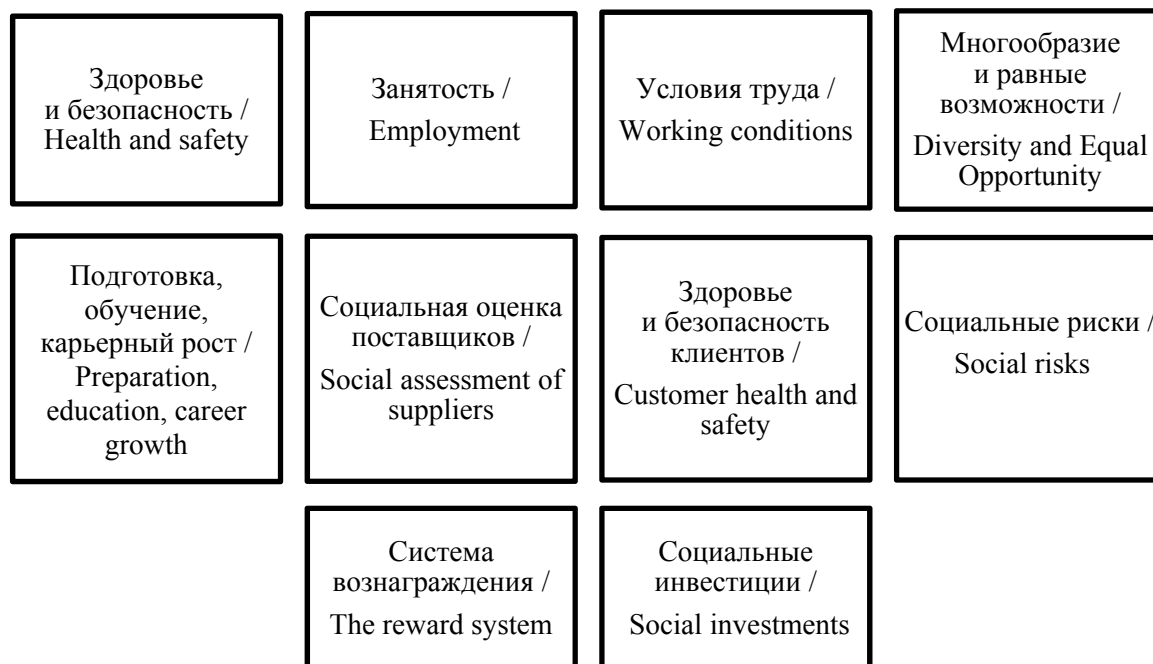 Здоровье
и безопасность /
Health and safety
Занятость /
Employment
Условия труда /
Working conditions
Многообразие
и равные
возможности /
Diversity and Equal
Opportunity
Подготовка,
обучение,
карьерный рост /
Preparation,
education, career
growth
Социальная оценка
поставщиков /
Social assessment of
suppliers
Здоровье
и безопасность
клиентов /
Customer health and
safety
Социальные риски /
Social risks
Система
вознаграждения /
The reward system
Социальные
инвестиции /
Social investments